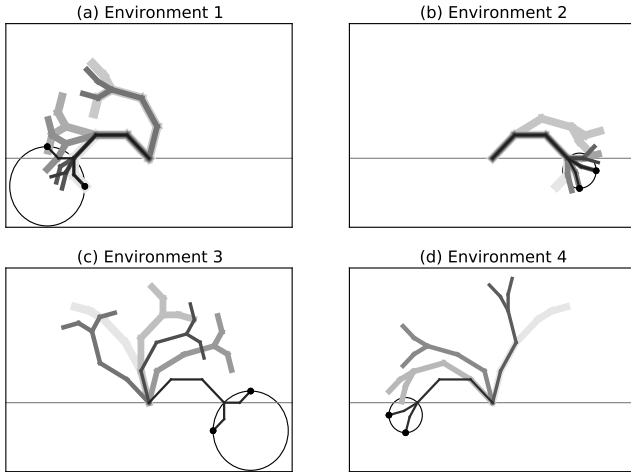 (a) Environment 1
(b) Environment 2
(c) Environment 3
(d) Environment 4